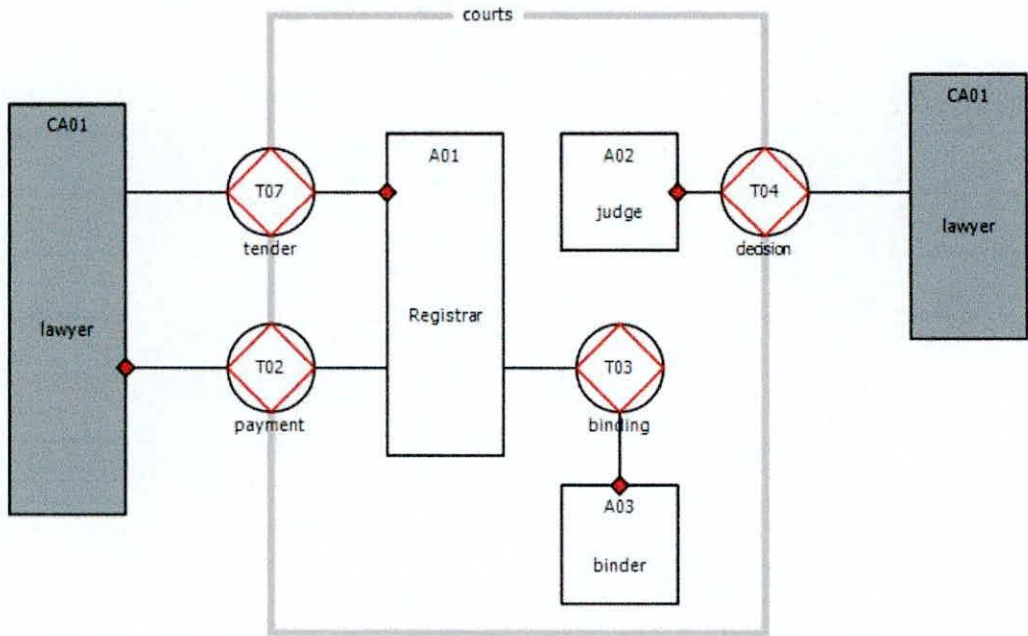 courts
CA01
lawyer
T07
tender
T02
payment
A01
Registrar
A02
judge
T04
decision
CA01
lawyer
T03
binding
A03
binder